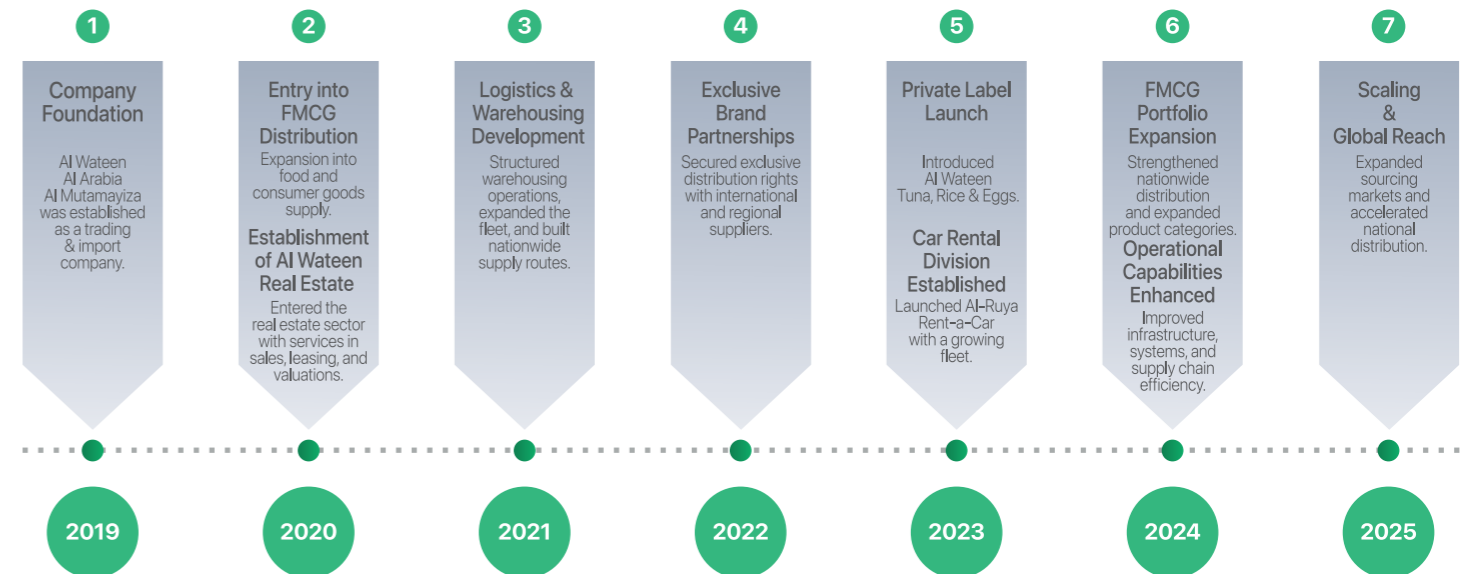 1
Company
Foundation
Al Wateen
Al Arabia
Al Mutamayiza
was established
as a trading
& import
company.
2019
2
Entry into
FMCG
Distribution
Expansion into
food and
consumer goods
supply.
Establishment
of Al Wateen
Real Estate
Entered the
real estate sector
with services in
sales, leasing, and
valuations.
2020
3
Logistics &
Warehousing
Development
Structured
warehousing
operations,
expanded the
fleet, and built
nationwide
supply routes.
2021
4
Exclusive
Brand
Partnerships
Secured exclusive
distribution rights
with international
and regional
suppliers.
2022
5
Private Label
Launch
Introduced
Al Wateen
Tuna, Rice & Eggs.
Car Rental
Division
Established
Launched Al-Ruya
Rent-a-Car
with a growing
fleet.
2023
6
FMCG
Portfolio
Expansion
Strengthened
nationwide
distribution
and expanded
product categories.
Operational
Capabilities
Enhanced
Improved
infrastructure,
systems, and
supply chain
efficiency.
2024
7
Scaling
&
Global Reach
Expanded
sourcing
markets and
accelerated
national
distribution.
2025